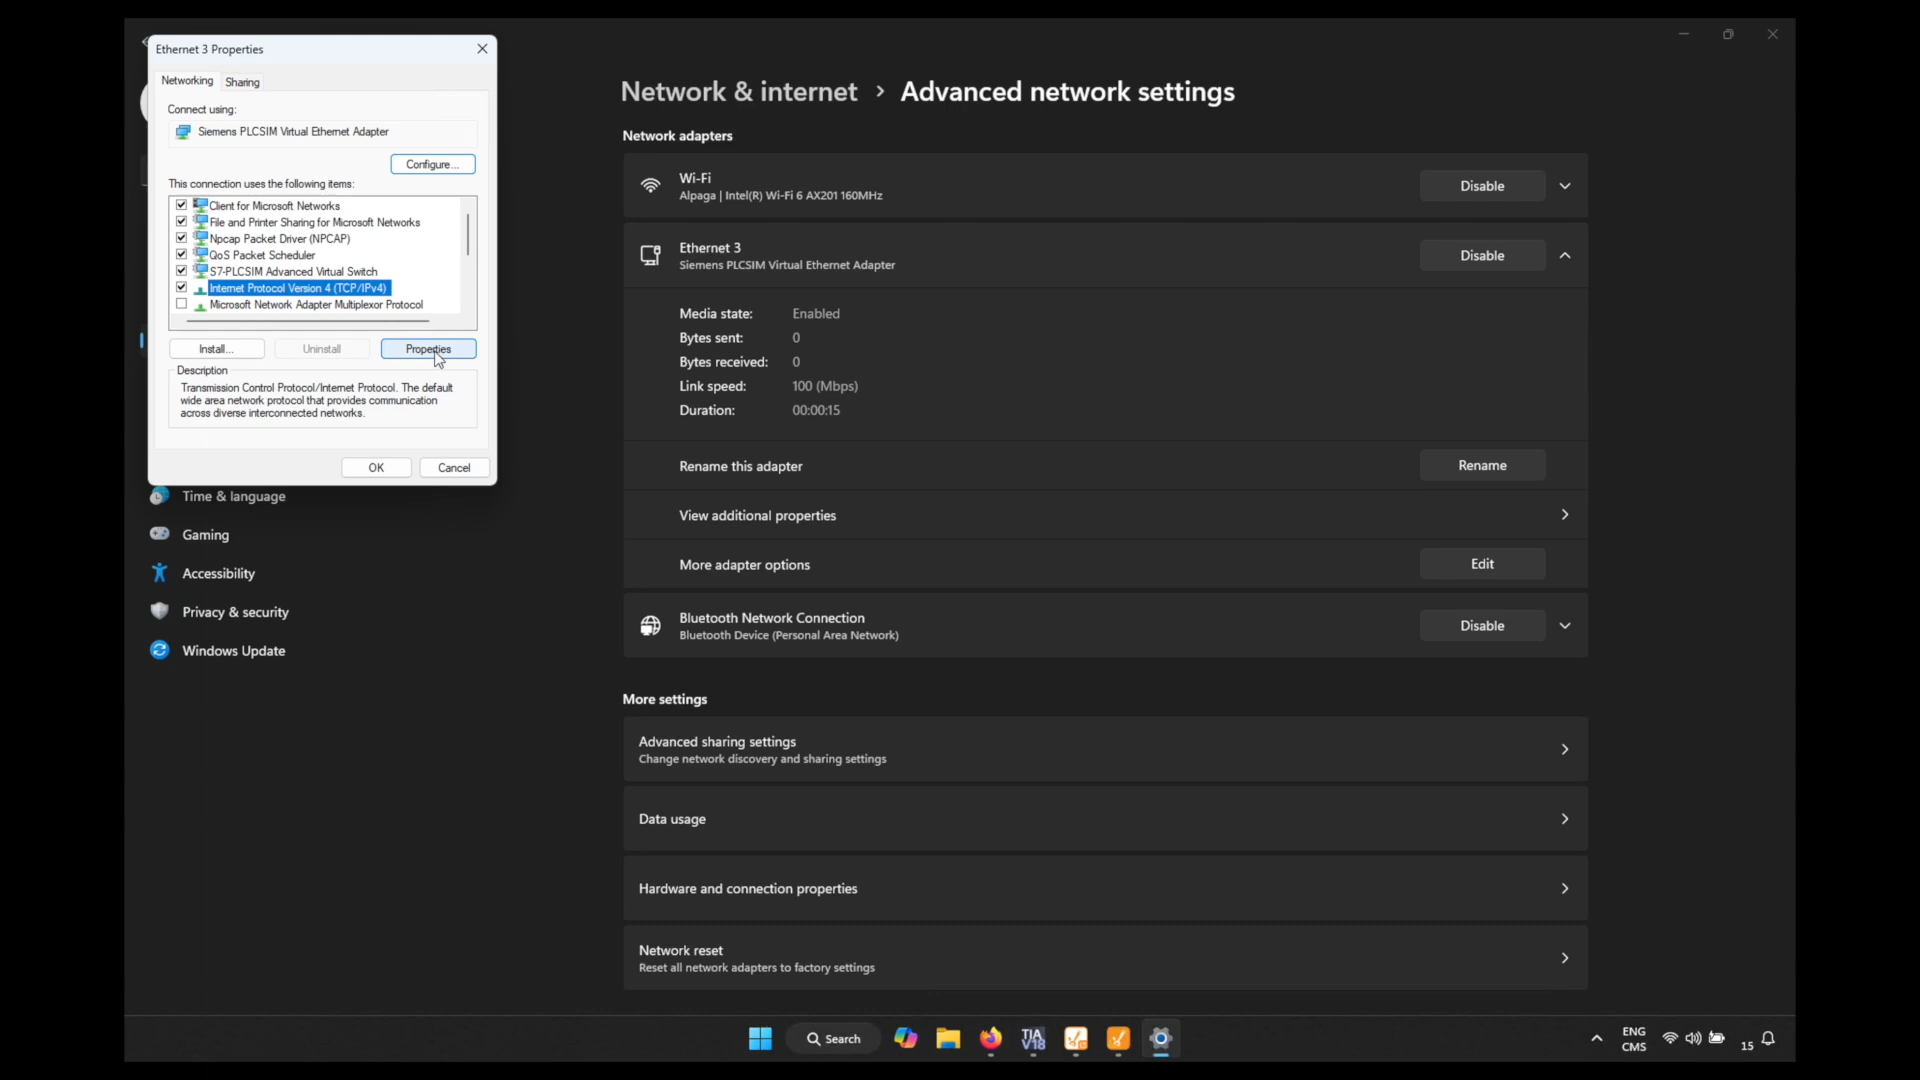 Ethernet 3 Properties
Networking
Sharing
Connect using:
Siemens PLCSIM Virtual Ethernet Adapter
Configure...
This connection uses the following items:
Client for Microsoft Networks
File and Printer Sharing for Microsoft Networks
Npcap Packet Driver (NPCAP)
QoS Packet Scheduler
S7-PLCSIM Advanced Virtual Switch
Internet Protocol Version 4 (TCP/IPv4)
Microsoft Network Adapter Multiplexor Protocol
Install...
Uninstall
Properties
Description
Transmission Control Protocol/Internet Protocol. The default
wide area network protocol that provides communication
across diverse interconnected networks.
OK
Cancel
Time & language
Gaming
Accessibility
Privacy & security
Windows Update
Network & internet > Advanced network settings
Network adapters
Wi-Fi
Alpaga | Intel(R) Wi-Fi 6 AX201 160MHz
Disable
Ethernet 3
Siemens PLCSIM Virtual Ethernet Adapter
Disable
Media state: Enabled
Bytes sent: 0
Bytes received: 0
Link speed: 100 (Mbps)
Duration: 00:00:15
Rename this adapter
Rename
View additional properties
More adapter options
Edit
Bluetooth Network Connection
Bluetooth Device (Personal Area Network)
Disable
More settings
Advanced sharing settings
Change network discovery and sharing settings
Data usage
Hardware and connection properties
Network reset
Reset all network adapters to factory settings
Search
TIA
V18
ENG
CMS
15